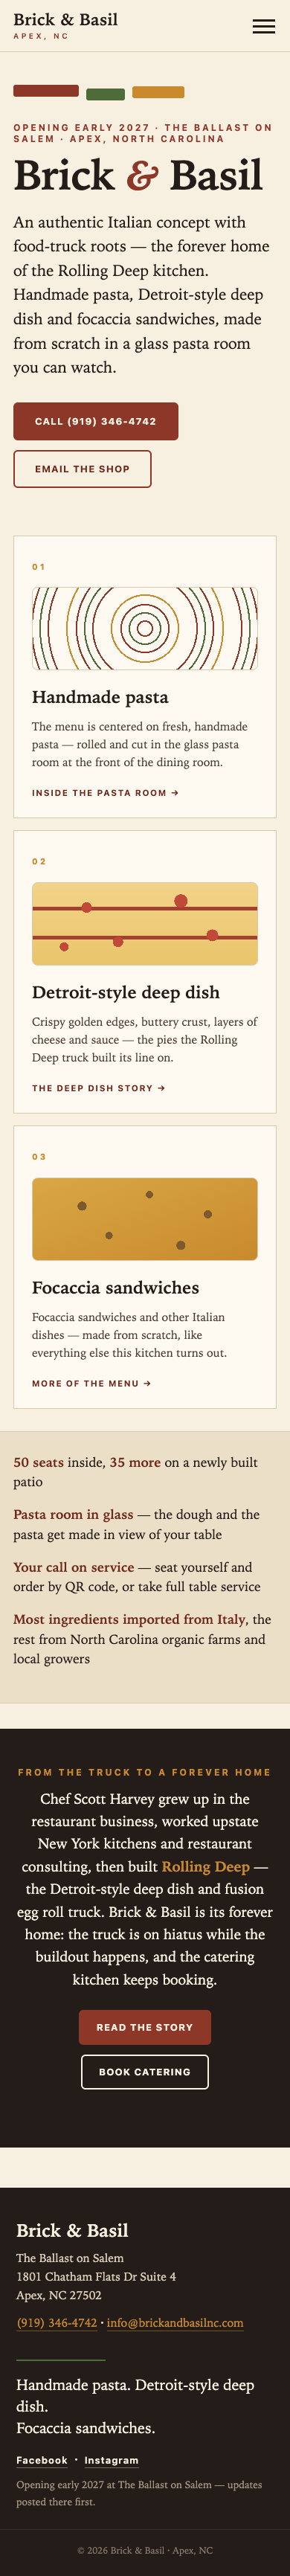 Brick & Basil
APEX, NC
OPENING EARLY 2027 · THE BALLAST ON
SALEM · APEX, NORTH CAROLINA
Brick & Basil
An authentic Italian concept with
food-truck roots — the forever home
of the Rolling Deep kitchen.
Handmade pasta, Detroit-style deep
dish and focaccia sandwiches, made
from scratch in a glass pasta room
you can watch.
CALL (919) 346-4742
EMAIL THE SHOP
01
Handmade pasta
The menu is centered on fresh, handmade
pasta — rolled and cut in the glass pasta
room at the front of the dining room.
INSIDE THE PASTA ROOM →
02
Detroit-style deep dish
Crispy golden edges, buttery crust, layers of
cheese and sauce — the pies the Rolling
Deep truck built its line on.
THE DEEP DISH STORY →
03
Focaccia sandwiches
Focaccia sandwiches and other Italian
dishes — made from scratch, like
everything else this kitchen turns out.
MORE OF THE MENU →
50 seats inside, 35 more on a newly built
patio
Pasta room in glass — the dough and the
pasta get made in view of your table
Your call on service — seat yourself and
order by QR code, or take full table service
Most ingredients imported from Italy, the
rest from North Carolina organic farms and
local growers
FROM THE TRUCK TO A FOREVER HOME
Chef Scott Harvey grew up in the
restaurant business, worked upstate
New York kitchens and restaurant
consulting, then built Rolling Deep —
the Detroit-style deep dish and fusion
egg roll truck. Brick & Basil is its forever
home: the truck is on hiatus while the
buildout happens, and the catering
kitchen keeps booking.
READ THE STORY
BOOK CATERING
Brick & Basil
The Ballast on Salem
1801 Chatham Flats Dr Suite 4
Apex, NC 27502
(919) 346-4742 · info@brickandbasilnc.com
Handmade pasta. Detroit-style deep
dish.
Focaccia sandwiches.
Facebook · Instagram
Opening early 2027 at The Ballast on Salem — updates
posted there first.
© 2026 Brick & Basil · Apex, NC